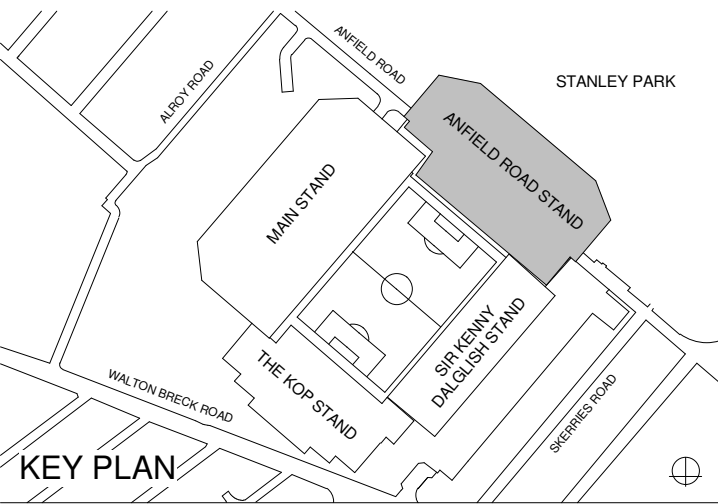 ANFIELD ROAD
STANLEY PARK
ALROY ROAD
ANFIELD ROAD STAND
MAIN STAND
SIR KENNY
DALGLISH STAND
THE KOP STAND
WALTON BRECK ROAD
SKERRIES ROAD
KEY PLAN